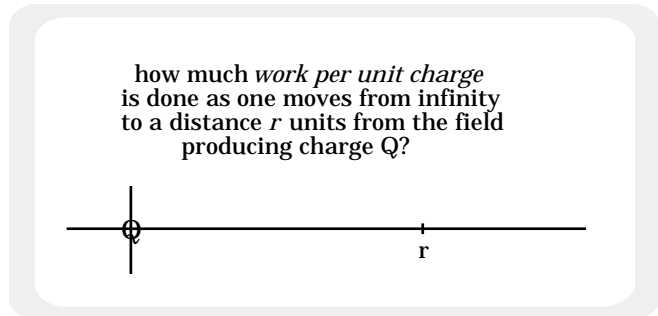 how much work per unit charge
is done as one moves from infinity
to a distance r units from the field
producing charge Q?
Q
r